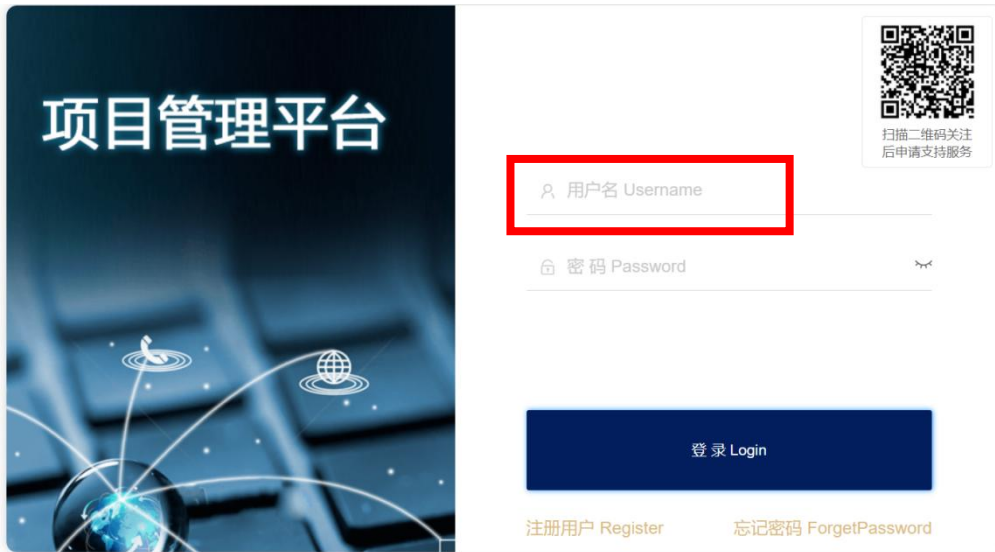 项目管理平台
扫描二维码关注
后申请支持服务
用户名 Username
密 码 Password
登 录 Login
注册用户 Register
忘记密码 ForgetPassword